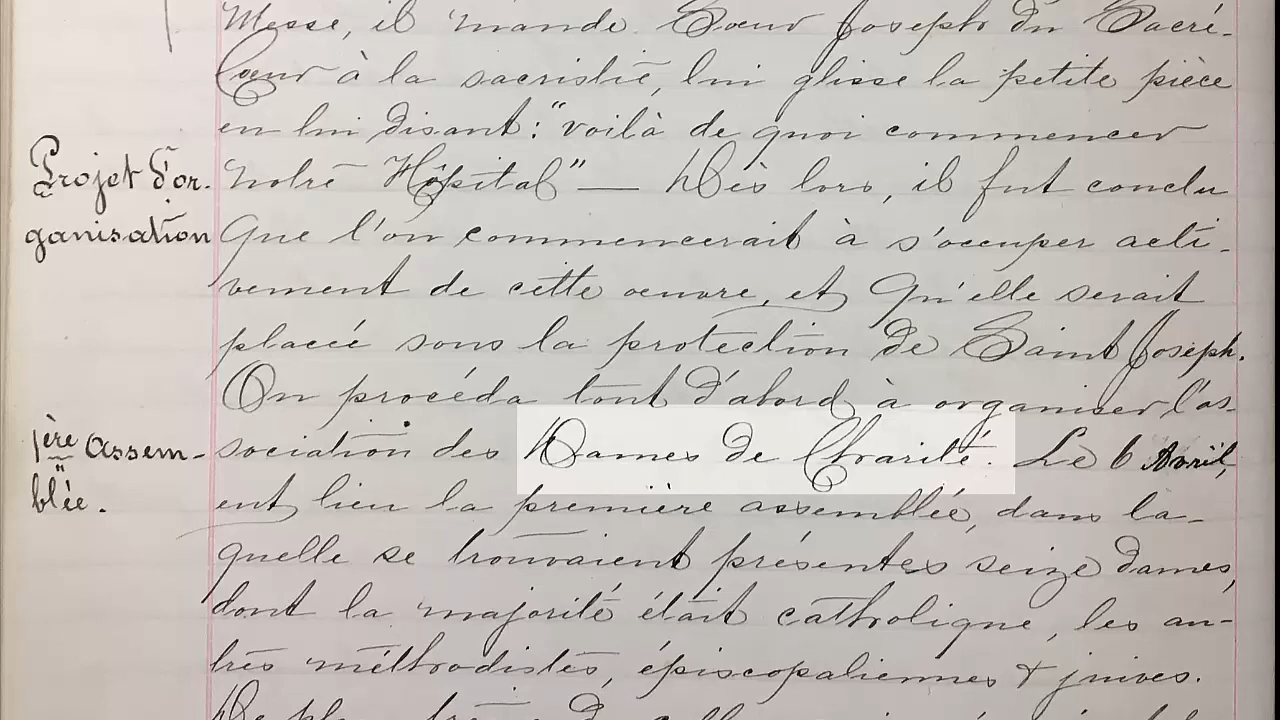 Messe, il mande Sœur Joseph du Sacré-
Cœur à la sacristie, lui glisse la petite pièce
en lui disant: "voilà de quoi commencer
Projet d'or- notre Hôpital" — Dès lors, il fut conclu
ganisation que l'on commencerait à s'occuper acti-
vement de cette œuvre, et qu'elle serait
placée sous la protection de Saint Joseph.
On procéda tout d'abord à organiser l'as-
1ère Assem- sociation des Dames de Charité. Le 6 Avril,
blée. eut lieu la première assemblée, dans la-
quelle se trouvaient présentes seize dames,
dont la majorité était catholique, les au-
tres méthodistes, épiscopaliennes & juives.
De plus